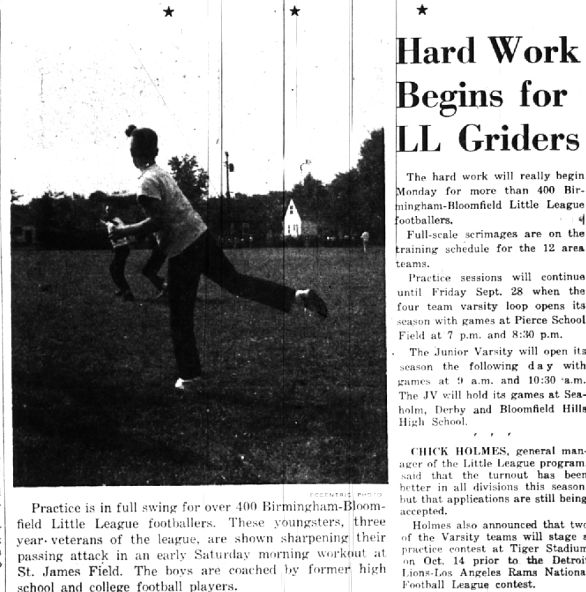 Hard Work
Begins for
LL Griders
The hard work will really begin
Monday for more than 400 Bir-
mingham-Bloomfield Little League
footballers.
Full-scale scrimages are on the
training schedule for the 12 area
teams.
Practice sessions will continue
until Friday Sept. 28 when the
four team varsity loop opens its
season with games at Pierce School
Field at 7 p.m. and 8:30 p.m.
The Junior Varsity will open its
season the following day with
games at 9 a.m. and 10:30 a.m.
The JV will hold its games at Sea-
holm, Derby and Bloomfield Hills
High School.
CHICK HOLMES, general man-
ager of the Little League program
said that the turnout has been
better in all divisions this season
but that applications are still being
accepted.
Holmes also announced that two
of the Varsity teams will stage a
practice contest at Tiger Stadium
on Oct. 14 prior to the Detroi
Lions-Los Angeles Rams Nationa
Football League contest.
ECCENTRIC PHOTO
Practice is in full swing for over 400 Birmingham-Bloom-
field Little League footballers. These youngsters, three
year veterans of the league, are shown sharpening their
passing attack in an early Saturday morning workout at
St. James Field. The boys are coached by former high
school and college football players.